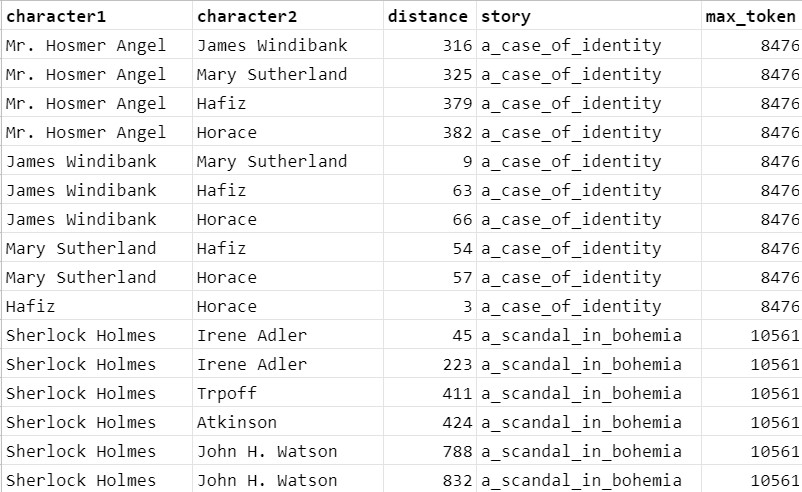 character1 character2 distance story max_token
Mr. Hosmer Angel James Windibank 316 a_case_of_identity 8476
Mr. Hosmer Angel Mary Sutherland 325 a_case_of_identity 8476
Mr. Hosmer Angel Hafiz 379 a_case_of_identity 8476
Mr. Hosmer Angel Horace 382 a_case_of_identity 8476
James Windibank Mary Sutherland 9 a_case_of_identity 8476
James Windibank Hafiz 63 a_case_of_identity 8476
James Windibank Horace 66 a_case_of_identity 8476
Mary Sutherland Hafiz 54 a_case_of_identity 8476
Mary Sutherland Horace 57 a_case_of_identity 8476
Hafiz Horace 3 a_case_of_identity 8476
Sherlock Holmes Irene Adler 45 a_scandal_in_bohemia 10561
Sherlock Holmes Irene Adler 223 a_scandal_in_bohemia 10561
Sherlock Holmes Trpoff 411 a_scandal_in_bohemia 10561
Sherlock Holmes Atkinson 424 a_scandal_in_bohemia 10561
Sherlock Holmes John H. Watson 788 a_scandal_in_bohemia 10561
Sherlock Holmes John H. Watson 832 a_scandal_in_bohemia 10561